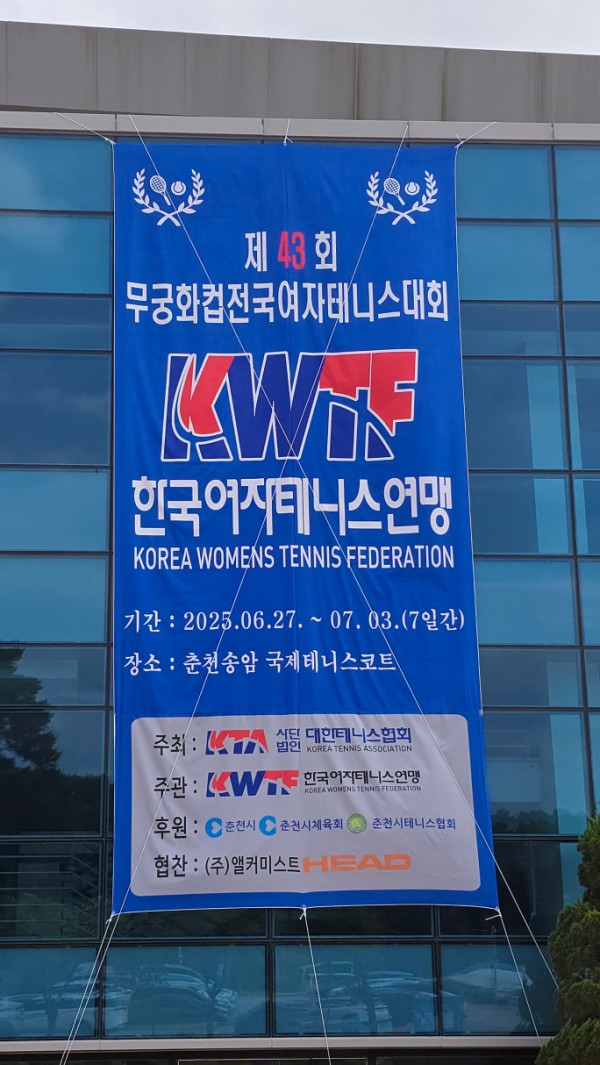 제 43 회
무궁화컵전국여자테니스대회
KWTF
한국여자테니스연맹
KOREA WOMENS TENNIS FEDERATION
기간 : 2025.06.27. ~ 07. 03.(7일간)
장소 : 춘천송암 국제테니스코트
주최 : KTA 사단법인 대한테니스협회
KOREA TENNIS ASSOCIATION
주관 : KWTF 한국여자테니스연맹
KOREA WOMENS TENNIS FEDERATION
후원 : 춘천시 춘천시체육회 춘천시테니스협회
협찬 : (주)앨커미스트 HEAD